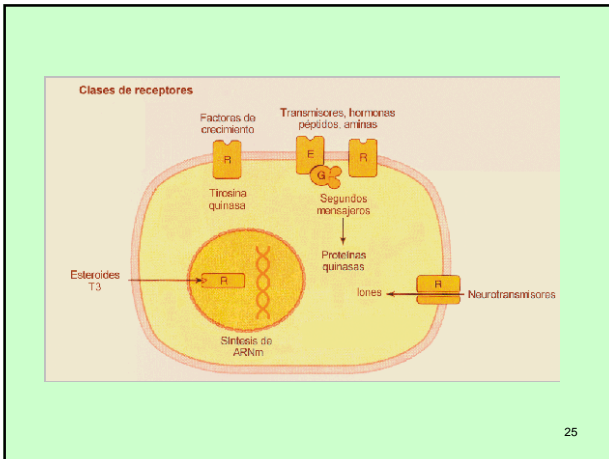 Clases de receptores
Factores de
crecimiento
Transmisores, hormonas
péptidos, aminas
R
E
R
G
Tirosina
quinasa
Segundos
mensajeros
Proteínas
quinasas
Esteroides
T3
R
R
Iones
Neurotransmisores
Síntesis de
ARNm
25